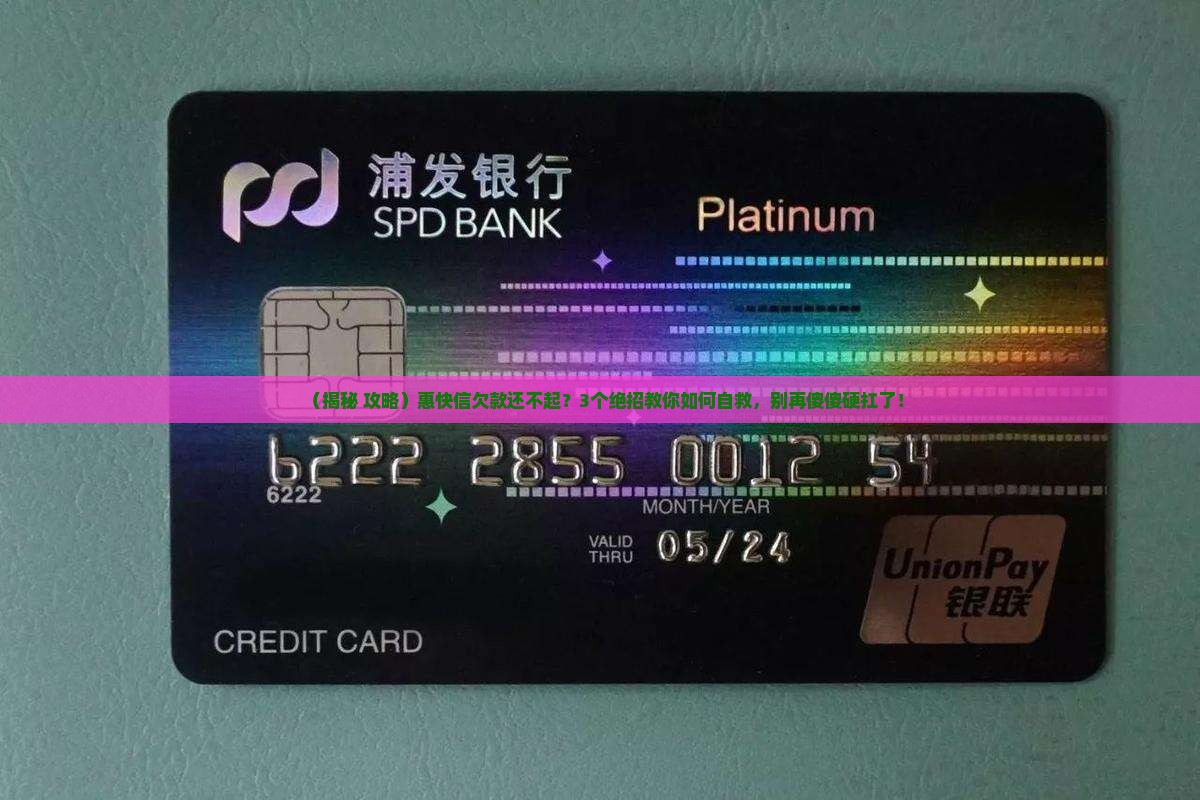 浦发银行
SPD BANK
Platinum
（揭秘 攻略）惠快信欠款还不起？3个绝招教你如何自救，别再傻傻硬扛了！
6222 2855 0012 54
6222
MONTH/YEAR
VALID
THRU
05/24
UnionPay
银联
CREDIT CARD